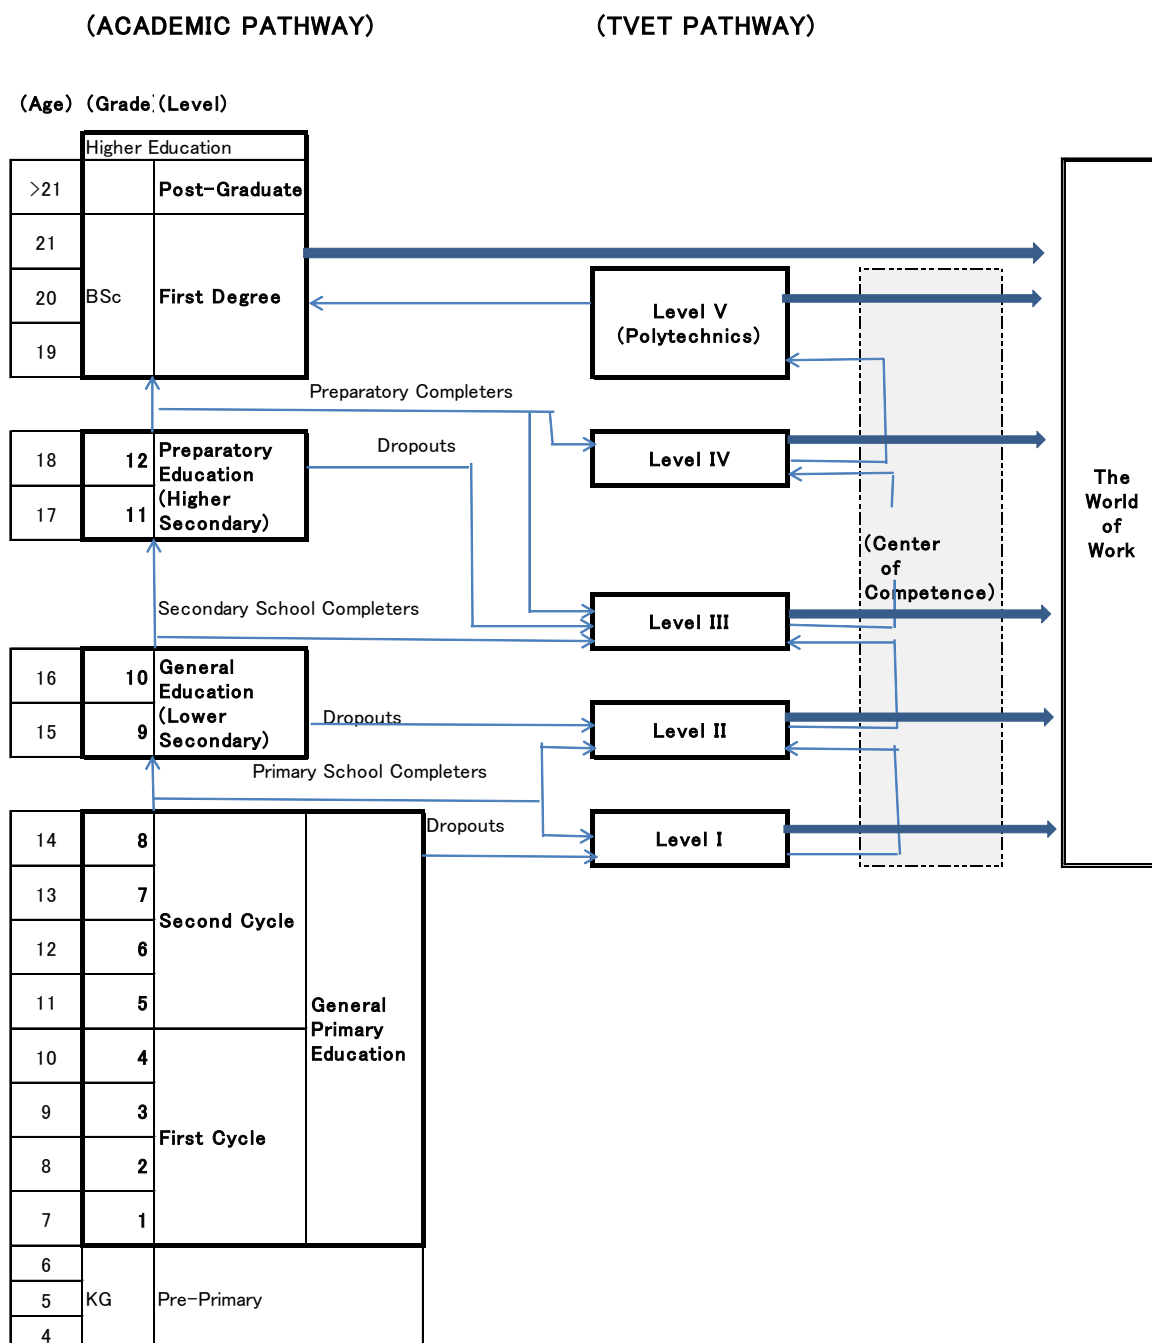 (ACADEMIC PATHWAY)
(TVET PATHWAY)
(Age) (Grade) (Level)
Higher Education
>21 Post-Graduate
21
20 BSc First Degree
19
Level V
(Polytechnics)
Preparatory Completers
Dropouts
18 12 Preparatory
Education
17 11 (Higher
Secondary)
Level IV
The
World
of
Work
(Center
of
Competence)
Secondary School Completers
Level III
16 10 General
Education
15 9 (Lower
Secondary)
Dropouts
Level II
Primary School Completers
Dropouts
Level I
14 8
13 7
Second Cycle
12 6
11 5
General
Primary
Education
10 4
9 3
First Cycle
8 2
7 1
6
5 KG Pre-Primary
4